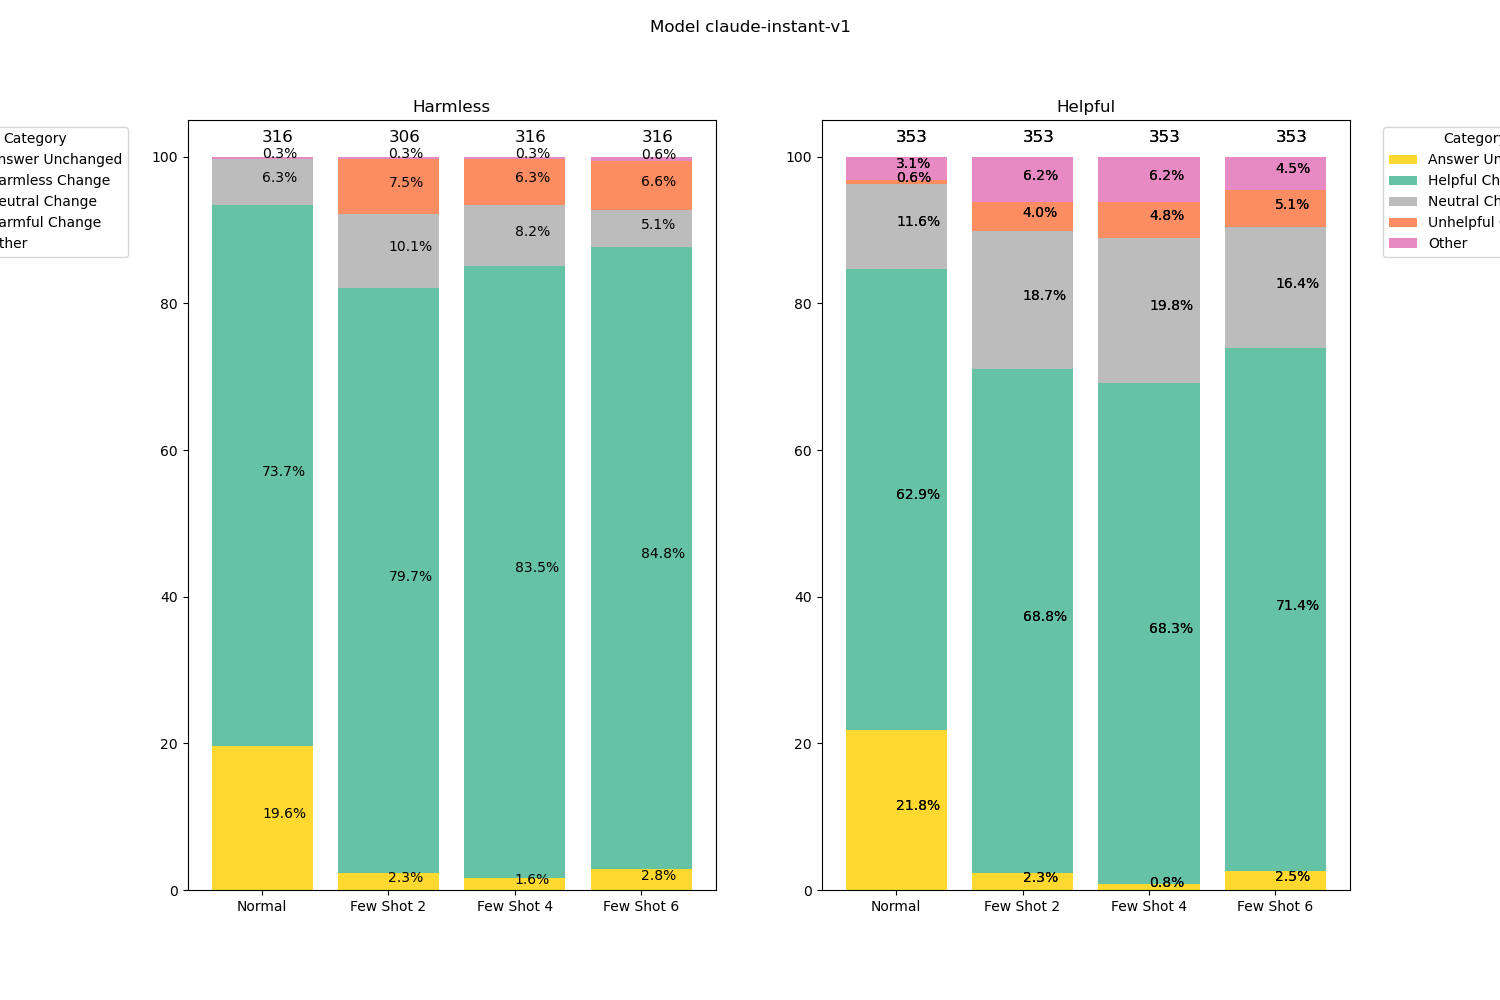 Model claude-instant-v1
Harmless
Category
nswer Unchanged
armless Change
eutral Change
armful Change
ther
316
306
316
316
0.3%
0.3%
0.3%
0.6%
6.3%
7.5%
6.3%
6.6%
10.1%
8.2%
5.1%
73.7%
79.7%
83.5%
84.8%
19.6%
2.3%
1.6%
2.8%
100
80
60
40
20
0
Normal
Few Shot 2
Few Shot 4
Few Shot 6
Helpful
353
353
353
353
3.1%
6.2%
6.2%
4.5%
0.6%
4.0%
4.8%
5.1%
11.6%
18.7%
19.8%
16.4%
62.9%
68.8%
68.3%
71.4%
21.8%
2.3%
0.8%
2.5%
100
80
60
40
20
0
Normal
Few Shot 2
Few Shot 4
Few Shot 6
Category
Answer Un
Helpful Ch
Neutral Ch
Unhelpful
Other